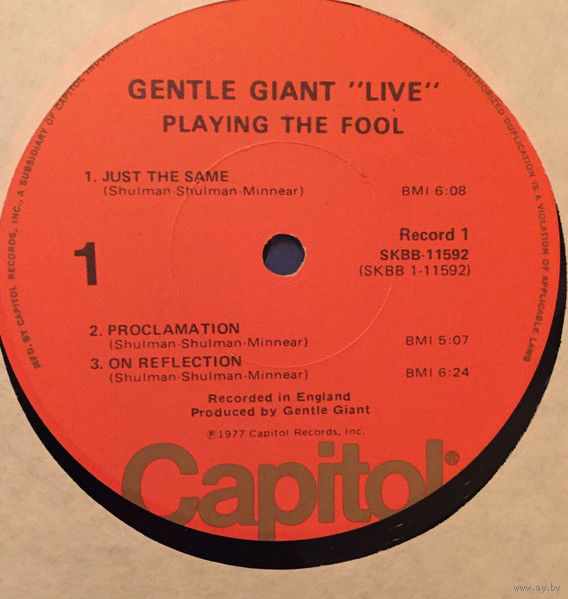 GENTLE GIANT "LIVE"
PLAYING THE FOOL
1. JUST THE SAME
(Shulman-Shulman-Minnear) BMI 6:08
1
Record 1
SKBB-11592
(SKBB 1-11592)
2. PROCLAMATION
(Shulman-Shulman-Minnear) BMI 5:07
3. ON REFLECTION
(Shulman-Shulman-Minnear) BMI 6:24
Recorded in England
Produced by Gentle Giant
℗1977 Capitol Records, Inc.
Capitol
MFD. BY CAPITOL RECORDS, INC., A SUBSIDIARY OF CAPITOL
UNAUTHORIZED DUPLICATION IS A VIOLATION OF APPLICABLE LAWS
www.ay.by